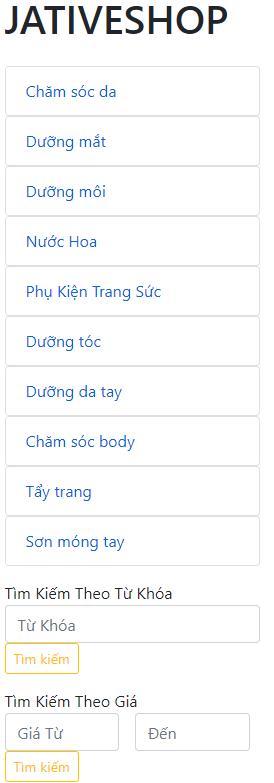 JATIVESHOP
Chăm sóc da
Dưỡng mắt
Dưỡng môi
Nước Hoa
Phụ Kiện Trang Sức
Dưỡng tóc
Dưỡng da tay
Chăm sóc body
Tẩy trang
Sơn móng tay
Tìm Kiếm Theo Từ Khóa
Từ Khóa
Tìm kiếm
Tìm Kiếm Theo Giá
Giá Từ Đến
Tìm kiếm